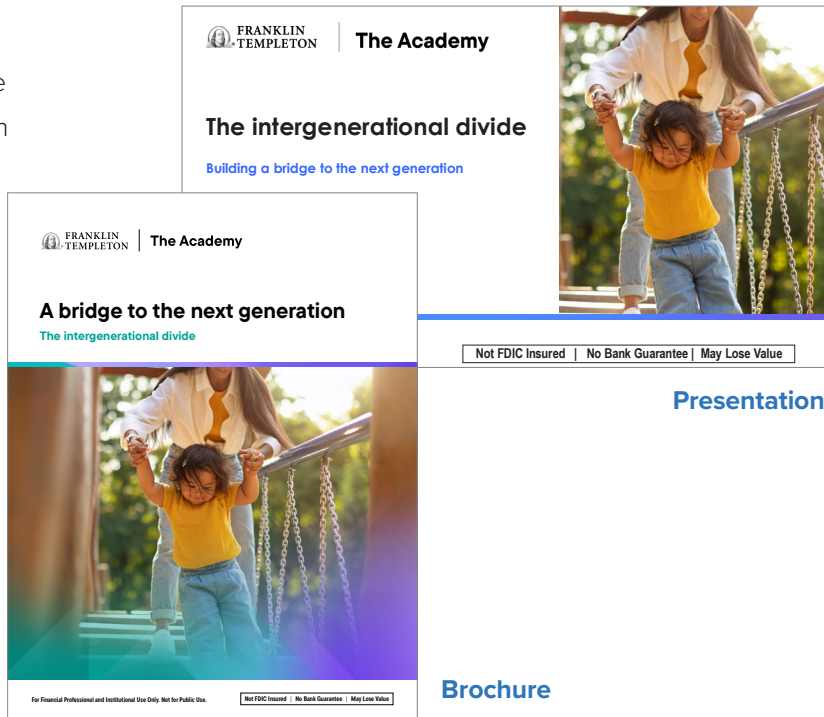 FRANKLIN
TEMPLETON
The Academy
The intergenerational divide
Building a bridge to the next generation
Not FDIC Insured | No Bank Guarantee | May Lose Value
Presentation
FRANKLIN
TEMPLETON
The Academy
A bridge to the next generation
The intergenerational divide
For Financial Professional and Institutional Use Only. Not for Public Use.
Not FDIC Insured | No Bank Guarantee | May Lose Value
Brochure